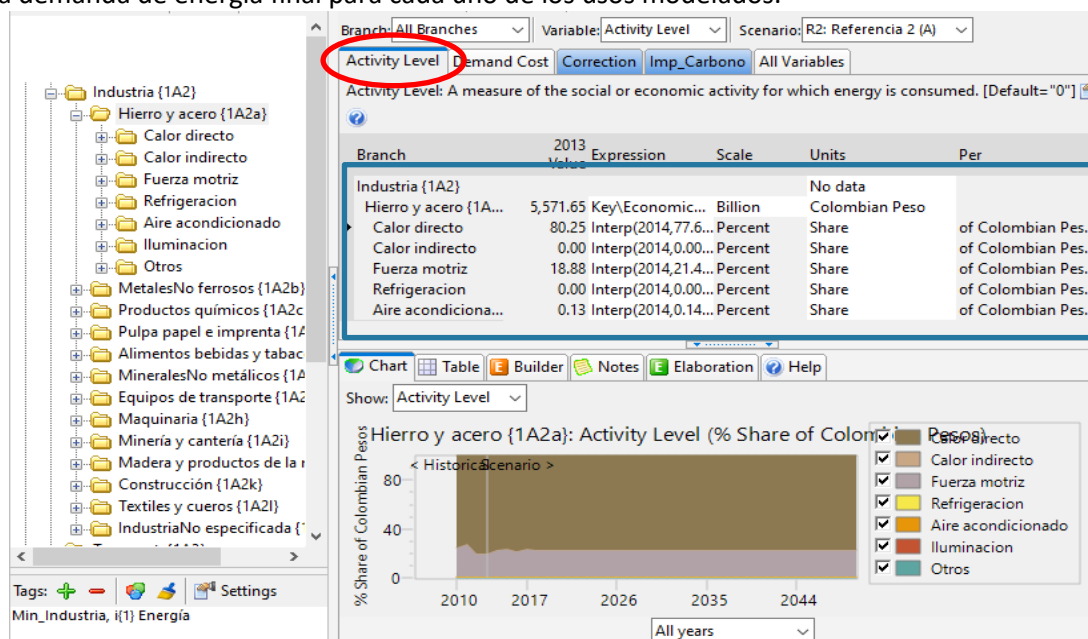 a demanda de energía final para cada uno de los usos modelados.
Branch: All Branches Variable: Activity Level Scenario: R2: Referencia 2 (A)
Activity Level Demand Cost Correction Imp_Carbono All Variables
Activity Level: A measure of the social or economic activity for which energy is consumed. [Default="0"]
Branch 2013 Value Expression Scale Units Per
Industria {1A2} No data
Hierro y acero {1A... 5,571.65 Key\Economic... Billion Colombian Peso
Calor directo 80.25 Interp(2014,77.6... Percent Share of Colombian Pes.
Calor indirecto 0.00 Interp(2014,0.00... Percent Share of Colombian Pes.
Fuerza motriz 18.88 Interp(2014,21.4... Percent Share of Colombian Pes.
Refrigeracion 0.00 Interp(2014,0.00... Percent Share of Colombian Pes.
Aire acondiciona... 0.13 Interp(2014,0.14... Percent Share of Colombian Pes.
Industria {1A2}
Hierro y acero {1A2a}
Calor directo
Calor indirecto
Fuerza motriz
Refrigeracion
Aire acondicionado
Iluminacion
Otros
MetalesNo ferrosos {1A2b}
Productos químicos {1A2c
Pulpa papel e imprenta {1A
Alimentos bebidas y tabac
MineralesNo metálicos {1A
Equipos de transporte {1A2
Maquinaria {1A2h}
Minería y cantería {1A2i}
Madera y productos de la
Construcción {1A2k}
Textiles y cueros {1A2l}
IndustriaNo especificada {
Tags: Settings
Min_Industria, i{1} Energía
Chart Table Builder Notes Elaboration Help
Show: Activity Level
Hierro y acero {1A2a}: Activity Level (% Share of Colombian Pesos)
< Historical Scenario >
% Share of Colombian Pesos
80
40
0
2010 2017 2026 2035 2044
Calor directo
Calor indirecto
Fuerza motriz
Refrigeracion
Aire acondicionado
Iluminacion
Otros
All years